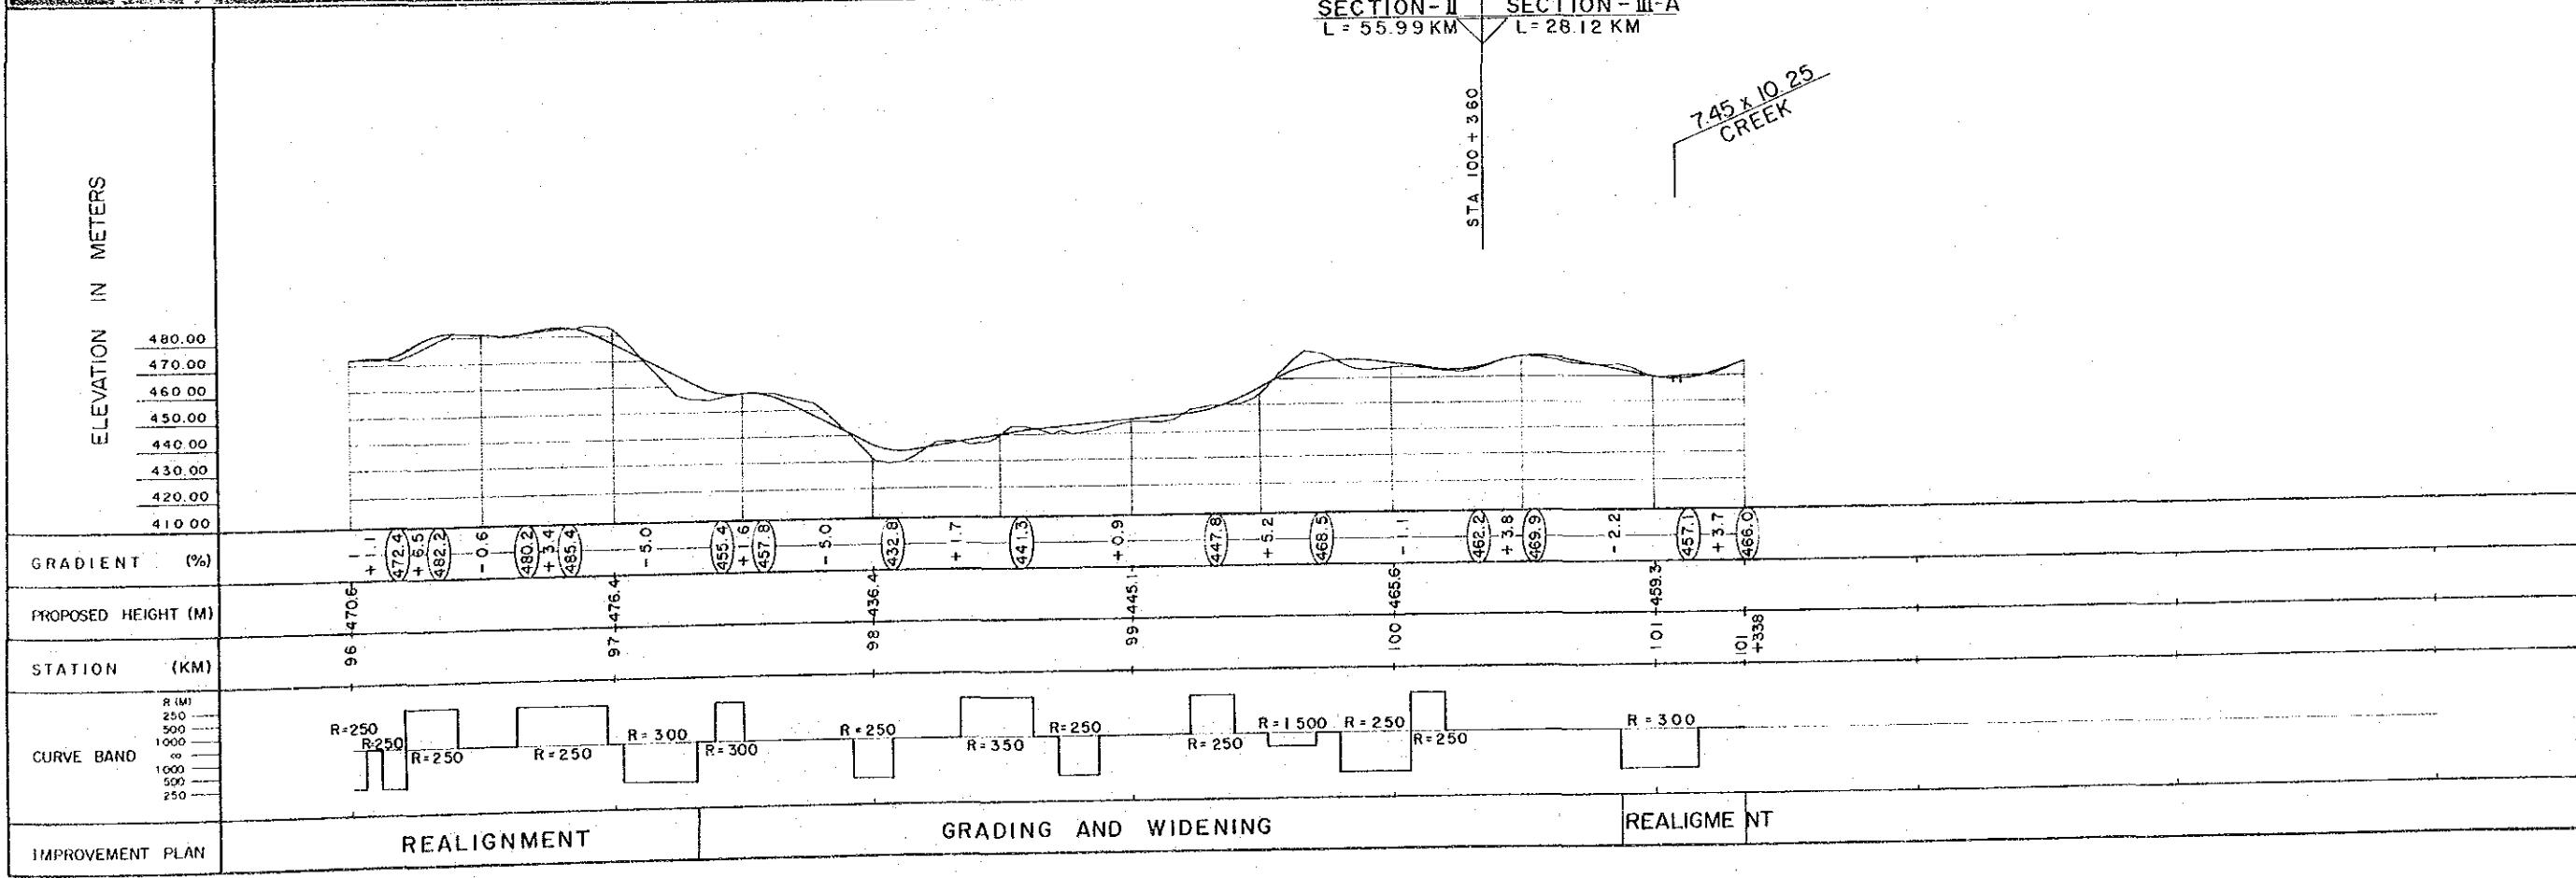 SECTION-II
SECTION-III-A
L = 55.99 KM
L = 28.12 KM
STA 100 + 360
7.45 x 10.25
CREEK
ELEVATION IN METERS
480.00
470.00
460.00
450.00
440.00
430.00
420.00
410.00
GRADIENT (%)
+1.1
472.4
+6.5
482.2
-0.6
480.2
+3.4
485.4
-5.0
455.4
+1.6
457.8
-5.0
432.8
+1.7
441.3
+0.9
447.8
+5.2
468.5
-1.1
462.2
+3.8
469.9
-2.2
457.1
+3.7
466.0
PROPOSED HEIGHT (M)
470.6
476.4
436.4
445.1
465.6
459.3
STATION (KM)
96
97
98
99
100
101
101
+338
CURVE BAND
R (M)
250
500
1000
∞
1000
500
250
R=250
R=250
R=250
R=250
R=300
R=300
R=250
R=350
R=250
R=250
R=1500
R=250
R=250
R=300
IMPROVEMENT PLAN
REALIGNMENT
GRADING AND WIDENING
REALIGMENT